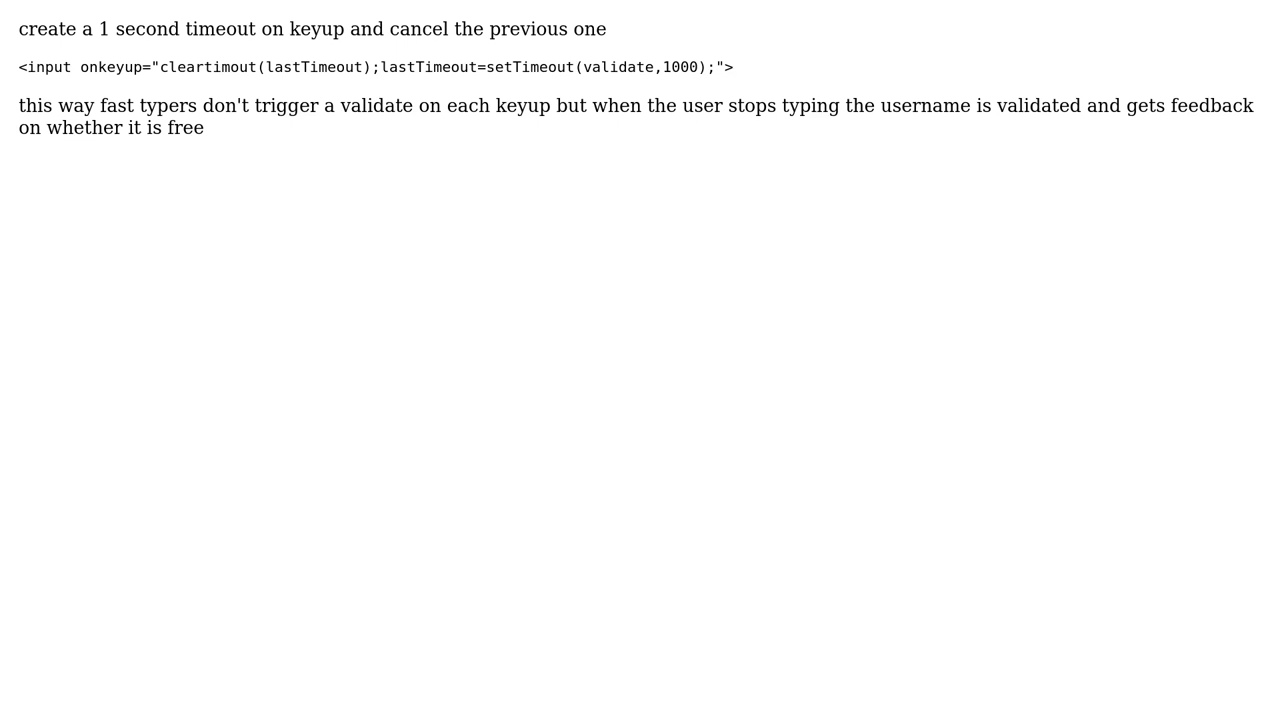 create a 1 second timeout on keyup and cancel the previous one
<input onkeyup="cleartimout(lastTimeout);lastTimeout=setTimeout(validate,1000);">
this way fast typers don't trigger a validate on each keyup but when the user stops typing the username is validated and gets feedback
on whether it is free